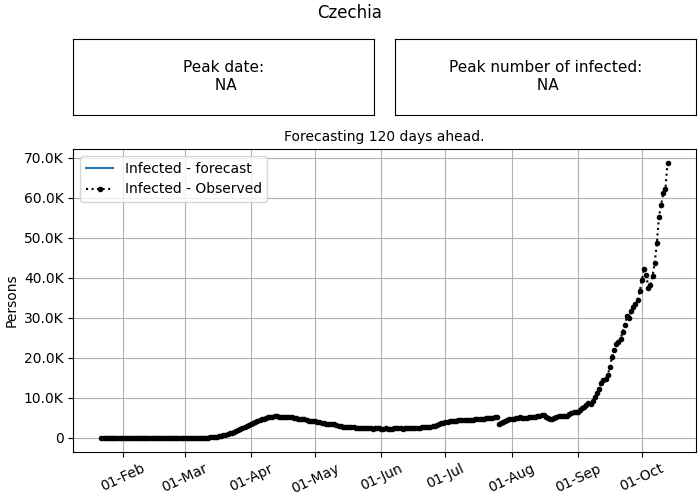 Czechia
Peak date:
NA
Peak number of infected:
NA
Forecasting 120 days ahead.
Infected - forecast
Infected - Observed
Persons
70.0K
60.0K
50.0K
40.0K
30.0K
20.0K
10.0K
0
01-Feb
01-Mar
01-Apr
01-May
01-Jun
01-Jul
01-Aug
01-Sep
01-Oct